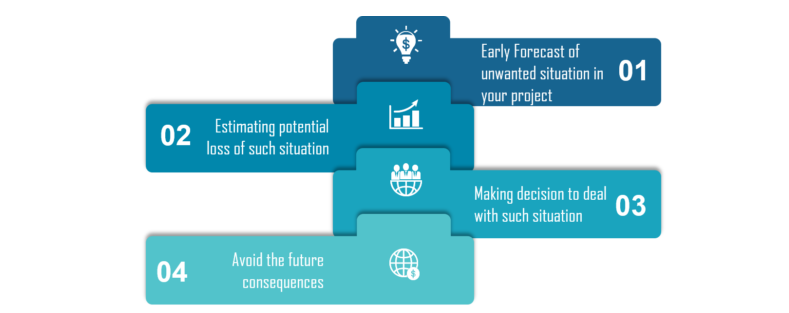 Early Forecast of
unwanted situation in
your project
01
02
Estimating potential
loss of such situation
Making decision to deal
with such situation
03
04
Avoid the future
consequences
$
$